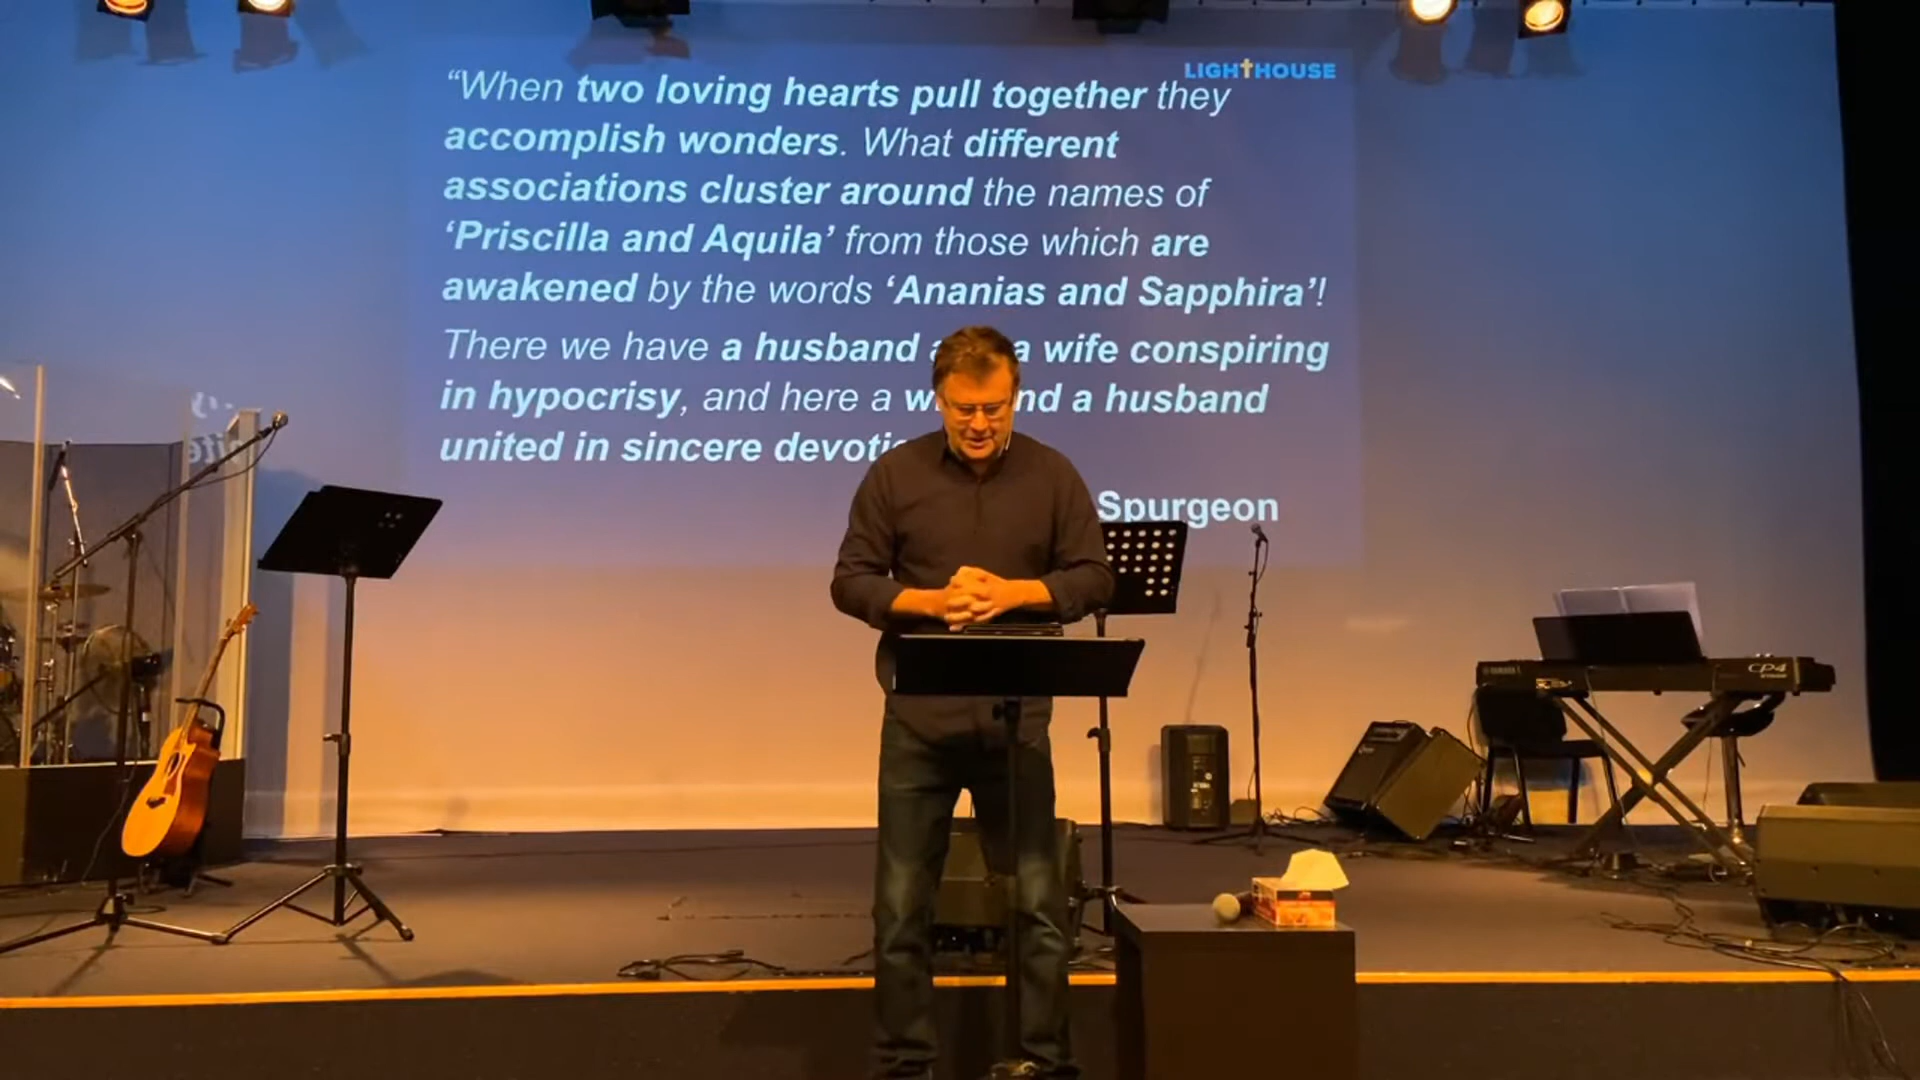 LIGHTHOUSE
“When two loving hearts pull together they
accomplish wonders. What different
associations cluster around the names of
‘Priscilla and Aquila’ from those which are
awakened by the words ‘Ananias and Sapphira’!
There we have a husband a wife conspiring
in hypocrisy, and here a a husband
united in sincere
Spurgeon
CP4